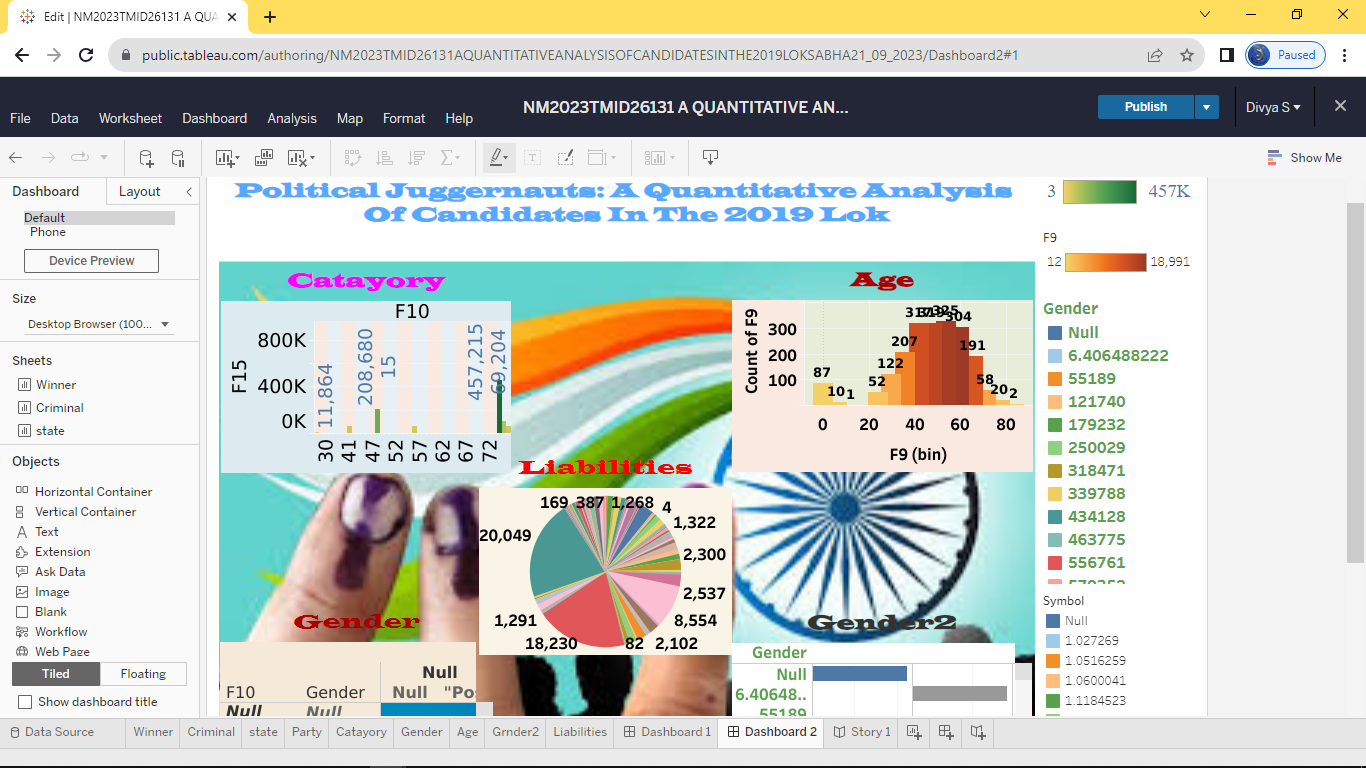 Edit | NM2023TMID26131 A QUA
public.tableau.com/authoring/NM2023TMID26131AQUANTITATIVEANALYSISOFCANDIDATESINTHE2019LOKSABHA21_09_2023/Dashboard2#1
Paused
NM2023TMID26131 A QUANTITATIVE AN...
Publish
Divya S
File Data Worksheet Dashboard Analysis Map Format Help
Show Me
Dashboard Layout
Default
Phone
Device Preview
Size
Desktop Browser (100...
Sheets
Winner
Criminal
state
Objects
Horizontal Container
Vertical Container
Text
Extension
Ask Data
Image
Blank
Workflow
Web Page
Tiled Floating
Show dashboard title
Political Juggernauts: A Quantitative Analysis
Of Candidates In The 2019 Lok
Catayory
F10
F15
800K
400K
0K
11,864
208,680
15
457,215
69,204
30 41 47 52 57 62 67 72
Age
Count of F9
300
200
100
87 10 1 52 122 207 325 304 191 58 20 2
0 20 40 60 80
F9 (bin)
Liabilities
169 387 1,268 4
1,322
20,049
2,300
2,537
1,291
8,554
18,230 82 2,102
Gender
Null
F10 Gender Null "Po
Null Null
Gender2
Gender
Null
6.40648..
55189
3 457K
F9
12 18,991
Gender
Null
6.406488222
55189
121740
179232
250029
318471
339788
434128
463775
556761
Symbol
Null
1.027269
1.0516259
1.0600041
1.1184523
Data Source Winner Criminal state Party Catayory Gender Age Grnder2 Liabilities Dashboard 1 Dashboard 2 Story 1